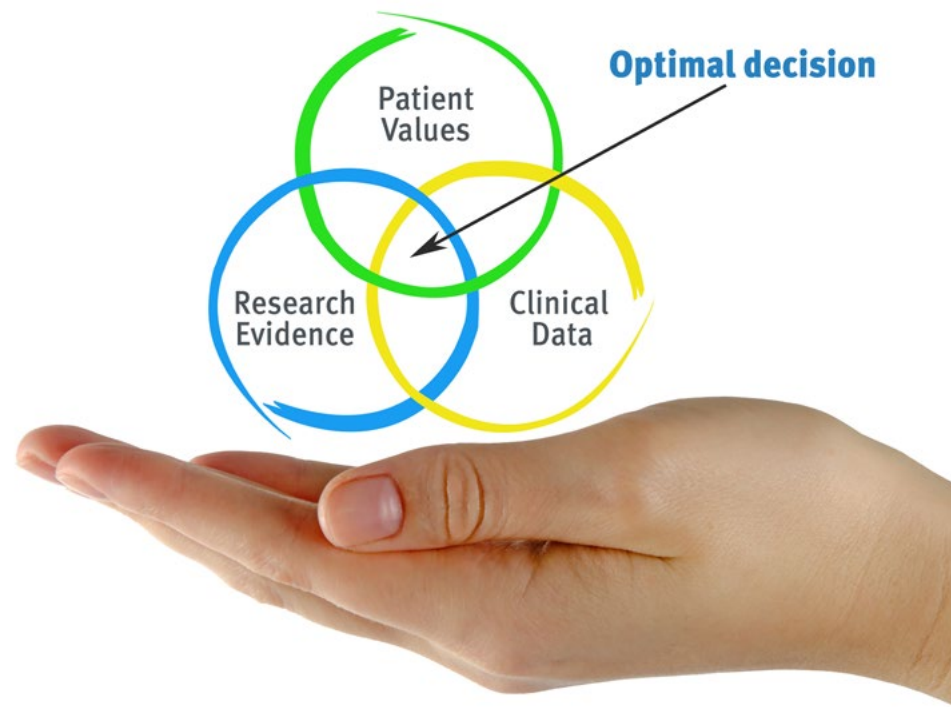 Optimal decision
Patient
Values
Research
Evidence
Clinical
Data